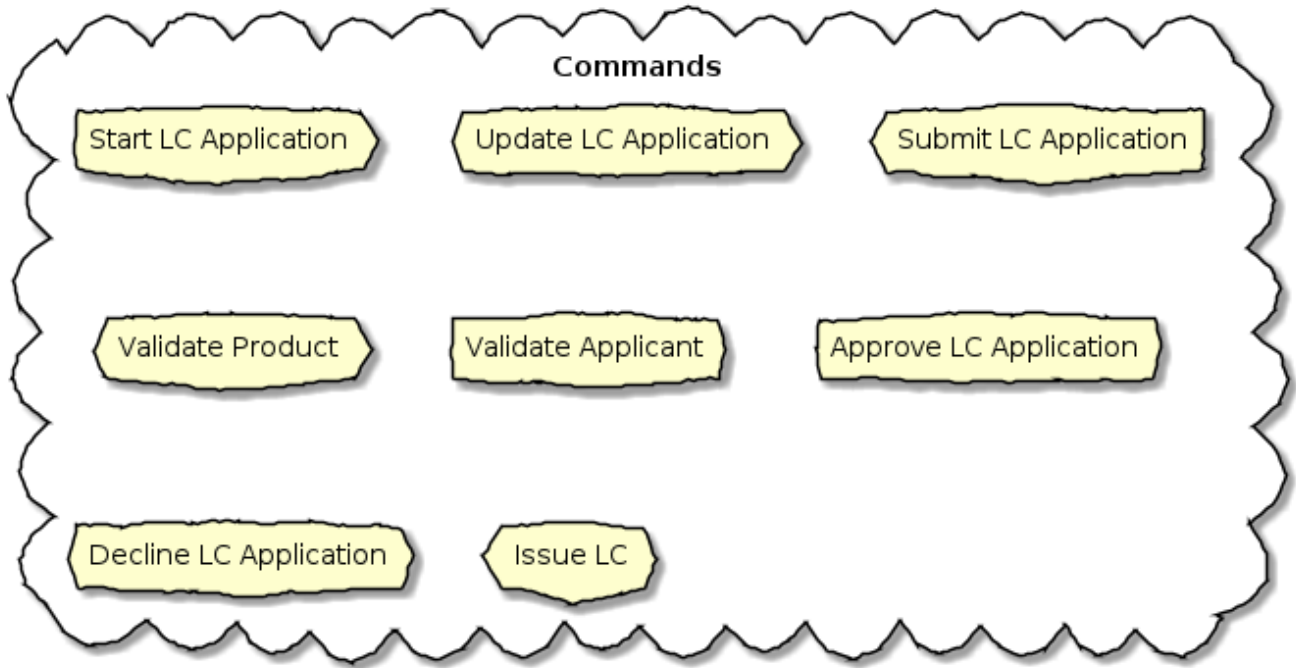 Commands
Start LC Application
Update LC Application
Submit LC Application
Validate Product
Validate Applicant
Approve LC Application
Decline LC Application
Issue LC